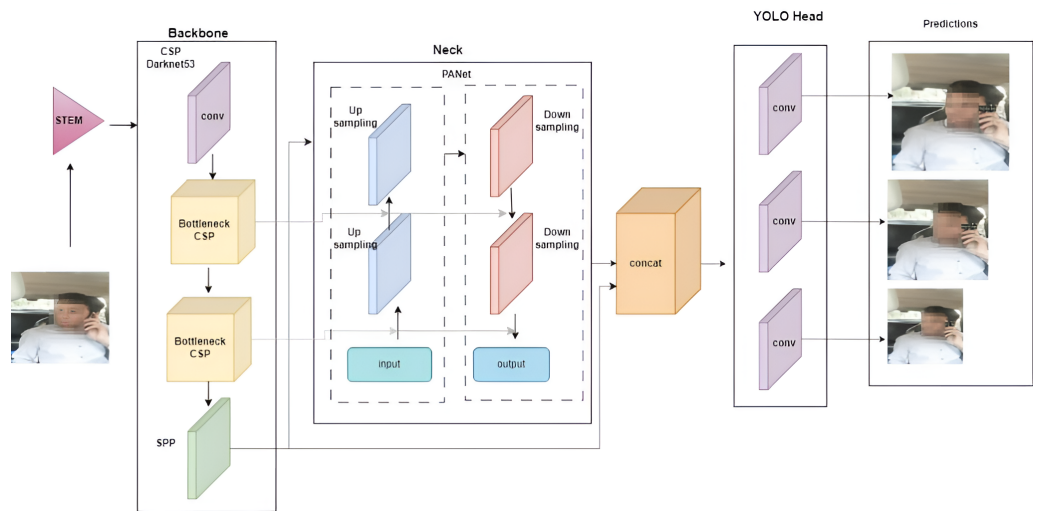 Backbone
CSP
Darknet53
conv
STEM
Bottleneck
CSP
Bottleneck
CSP
SPP
Neck
PANet
Up
sampling
Up
sampling
input
Down
sampling
Down
sampling
output
concat
YOLO Head
conv
conv
conv
Predictions